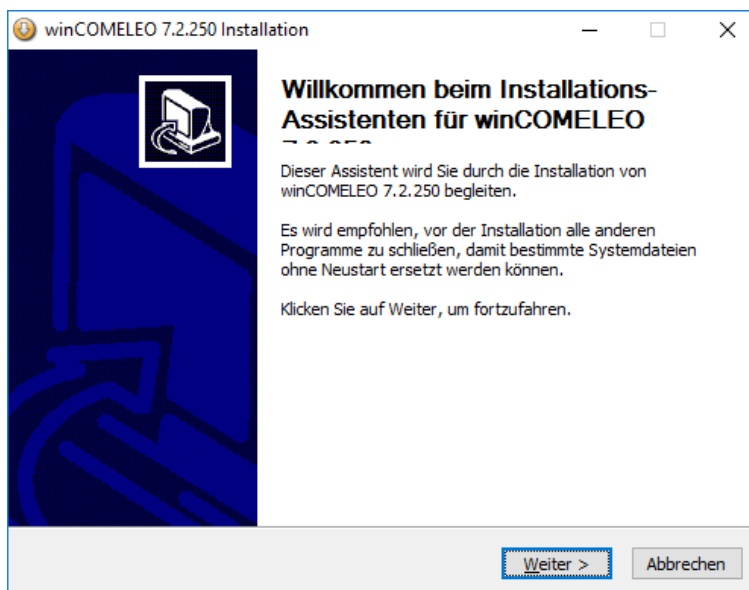 winCOMELEO 7.2.250 Installation
Willkommen beim Installations-
Assistenten für winCOMELEO
Dieser Assistent wird Sie durch die Installation von
winCOMELEO 7.2.250 begleiten.
Es wird empfohlen, vor der Installation alle anderen
Programme zu schließen, damit bestimmte Systemdateien
ohne Neustart ersetzt werden können.
Klicken Sie auf Weiter, um fortzufahren.
Weiter >
Abbrechen